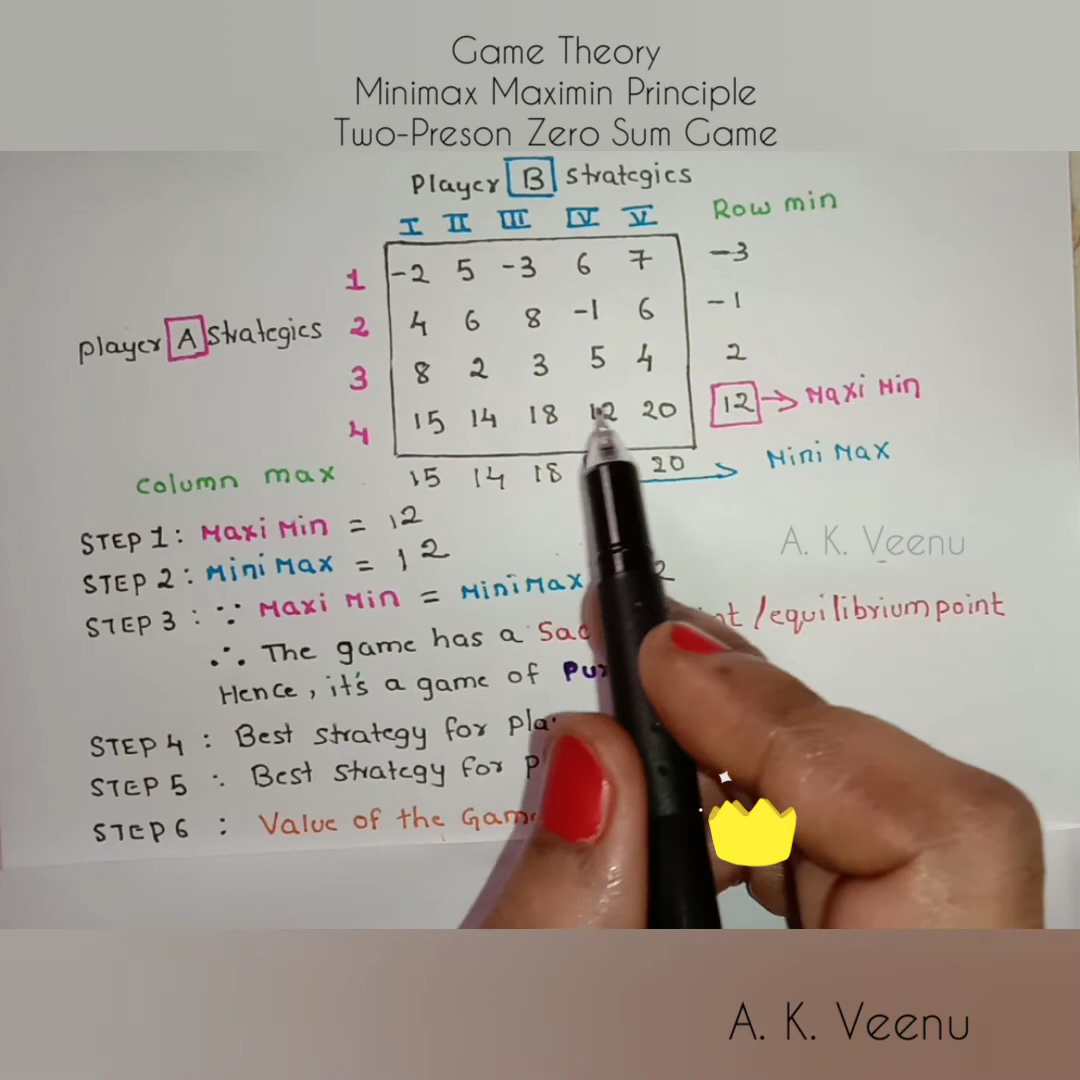 Game Theory
Minimax Maximin Principle
Two-Preson Zero Sum Game
Player B Strategies
I II III IV V Row min
1 -2 5 -3 6 7 -3
Player A Strategies 2 4 6 8 -1 6 -1
3 8 2 3 5 4 2
4 15 14 18 12 20 12 → Maxi Min
Column max 15 14 18 20 → Mini Max
STEP 1 : Maxi Min = 12
A. K. Veenu
STEP 2 : Mini Max = 12
STEP 3 : ∵ Maxi Min = Mini Max
∴ The game has a /equilibrium point
Hence, it's a game of
STEP 4 : Best strategy for
STEP 5 : Best strategy for
STEP 6 : Value of the
A. K. Veenu